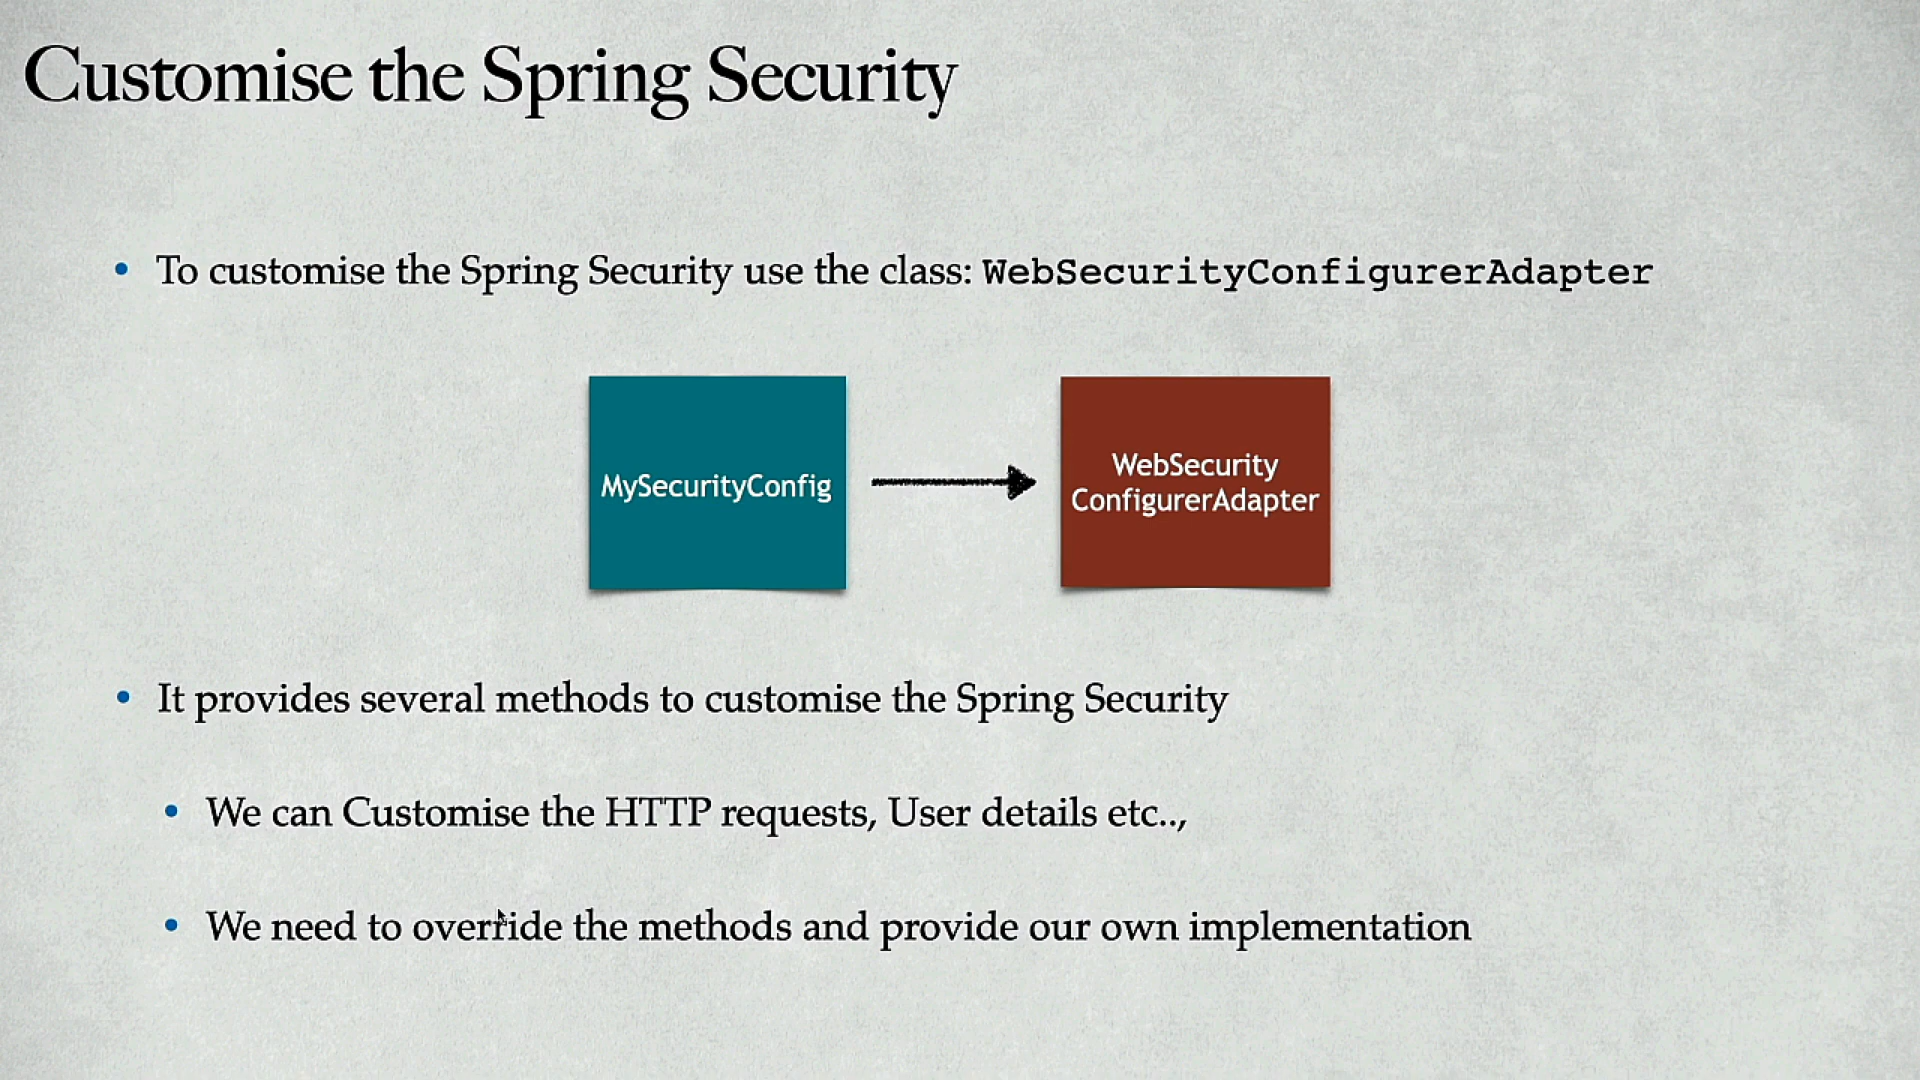 Customise the Spring Security
• To customise the Spring Security use the class: WebSecurityConfigurerAdapter
MySecurityConfig
WebSecurity
ConfigurerAdapter
• It provides several methods to customise the Spring Security
• We can Customise the HTTP requests, User details etc..,
• We need to override the methods and provide our own implementation